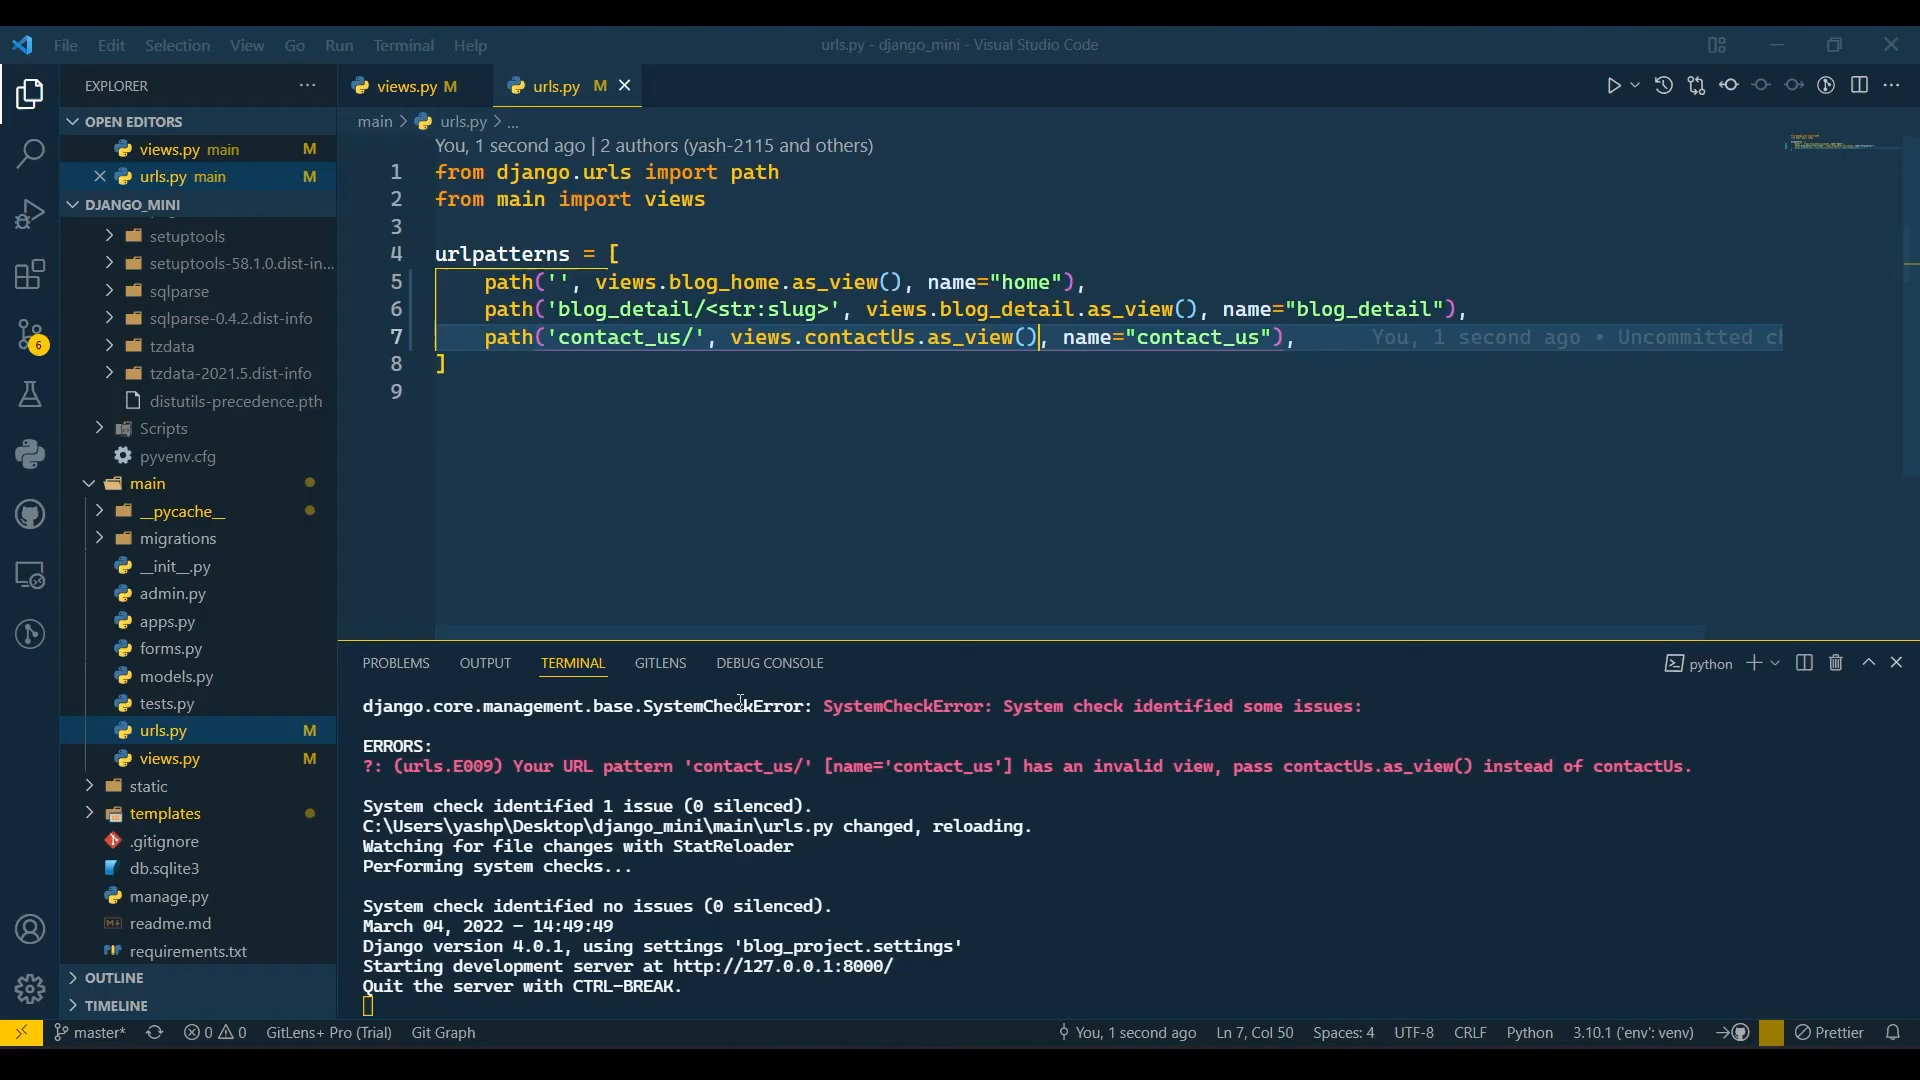 File Edit Selection View Go Run Terminal Help
urls.py - django_mini - Visual Studio Code
EXPLORER
OPEN EDITORS
views.py main M
urls.py main M
DJANGO_MINI
setuptools
setuptools-58.1.0.dist-in...
sqlparse
sqlparse-0.4.2.dist-info
tzdata
tzdata-2021.5.dist-info
distutils-precedence.pth
Scripts
pyvenv.cfg
main
__pycache__
migrations
__init__.py
admin.py
apps.py
forms.py
models.py
tests.py
urls.py M
views.py M
static
templates
.gitignore
db.sqlite3
manage.py
readme.md
requirements.txt
OUTLINE
TIMELINE
6
views.py M
urls.py M
main > urls.py > ...
You, 1 second ago | 2 authors (yash-2115 and others)
1 from django.urls import path
2 from main import views
3
4 urlpatterns = [
5 path('', views.blog_home.as_view(), name="home"),
6 path('blog_detail/<str:slug>', views.blog_detail.as_view(), name="blog_detail"),
7 path('contact_us/', views.contactUs.as_view(), name="contact_us"), You, 1 second ago • Uncommitted
8 ]
9
PROBLEMS OUTPUT TERMINAL GITLENS DEBUG CONSOLE
python
django.core.management.base.SystemCheckError: SystemCheckError: System check identified some issues:
ERRORS:
?: (urls.E009) Your URL pattern 'contact_us/' [name='contact_us'] has an invalid view, pass contactUs.as_view() instead of contactUs.
System check identified 1 issue (0 silenced).
C:\Users\yashp\Desktop\django_mini\main\urls.py changed, reloading.
Watching for file changes with StatReloader
Performing system checks...
System check identified no issues (0 silenced).
March 04, 2022 - 14:49:49
Django version 4.0.1, using settings 'blog_project.settings'
Starting development server at http://127.0.0.1:8000/
Quit the server with CTRL-BREAK.
master* 0 0 GitLens+ Pro (Trial) Git Graph
You, 1 second ago Ln 7, Col 50 Spaces: 4 UTF-8 CRLF Python 3.10.1 ('env': venv) Prettier